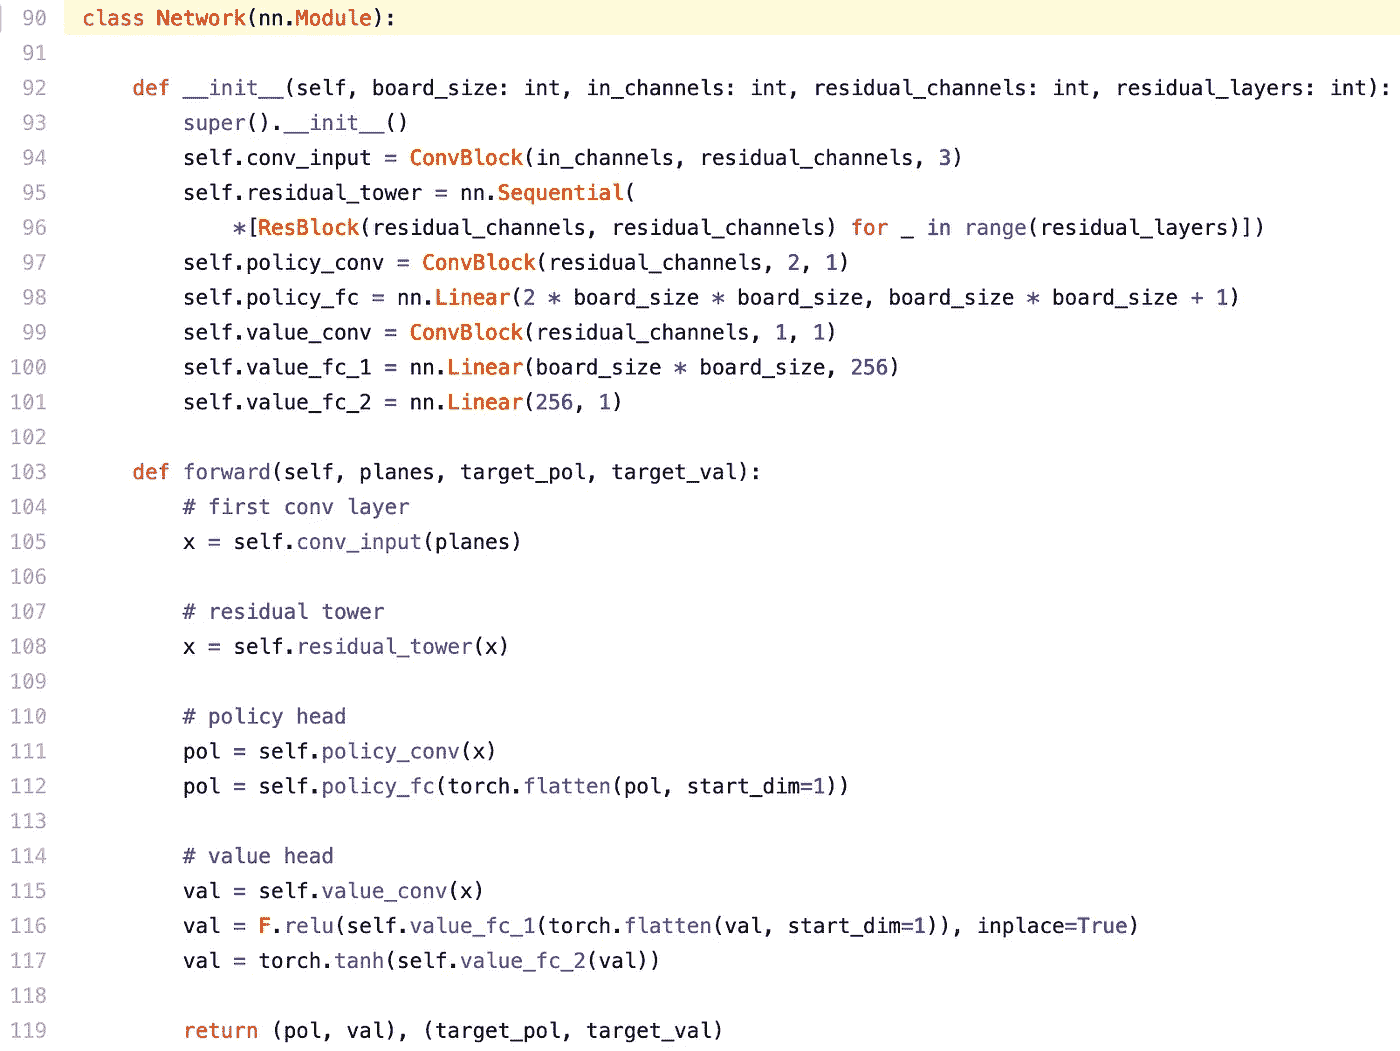 90 class Network(nn.Module):
91
92     def __init__(self, board_size: int, in_channels: int, residual_channels: int, residual_layers: int):
93         super().__init__()
94         self.conv_input = ConvBlock(in_channels, residual_channels, 3)
95         self.residual_tower = nn.Sequential(
96             *[ResBlock(residual_channels, residual_channels) for _ in range(residual_layers)])
97         self.policy_conv = ConvBlock(residual_channels, 2, 1)
98         self.policy_fc = nn.Linear(2 * board_size * board_size, board_size * board_size + 1)
99         self.value_conv = ConvBlock(residual_channels, 1, 1)
100         self.value_fc_1 = nn.Linear(board_size * board_size, 256)
101         self.value_fc_2 = nn.Linear(256, 1)
102
103     def forward(self, planes, target_pol, target_val):
104         # first conv layer
105         x = self.conv_input(planes)
106
107         # residual tower
108         x = self.residual_tower(x)
109
110         # policy head
111         pol = self.policy_conv(x)
112         pol = self.policy_fc(torch.flatten(pol, start_dim=1))
113
114         # value head
115         val = self.value_conv(x)
116         val = F.relu(self.value_fc_1(torch.flatten(val, start_dim=1)), inplace=True)
117         val = torch.tanh(self.value_fc_2(val))
118
119         return (pol, val), (target_pol, target_val)